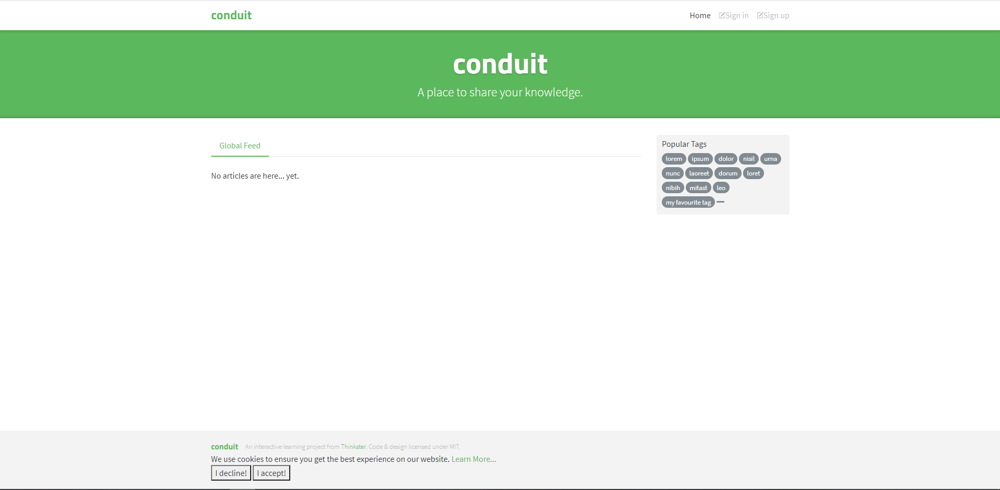 conduit
Home Sign in Sign up
conduit
A place to share your knowledge.
Global Feed
No articles are here... yet.
Popular Tags
lorem ipsum dolor nisil urna
nunc laoreet dorum loret
nibih mitast leo
my favourite tag
conduit An interactive learning project from Thinkster. Code & design licensed under MIT.
We use cookies to ensure you get the best experience on our website. Learn More...
I decline! I accept!